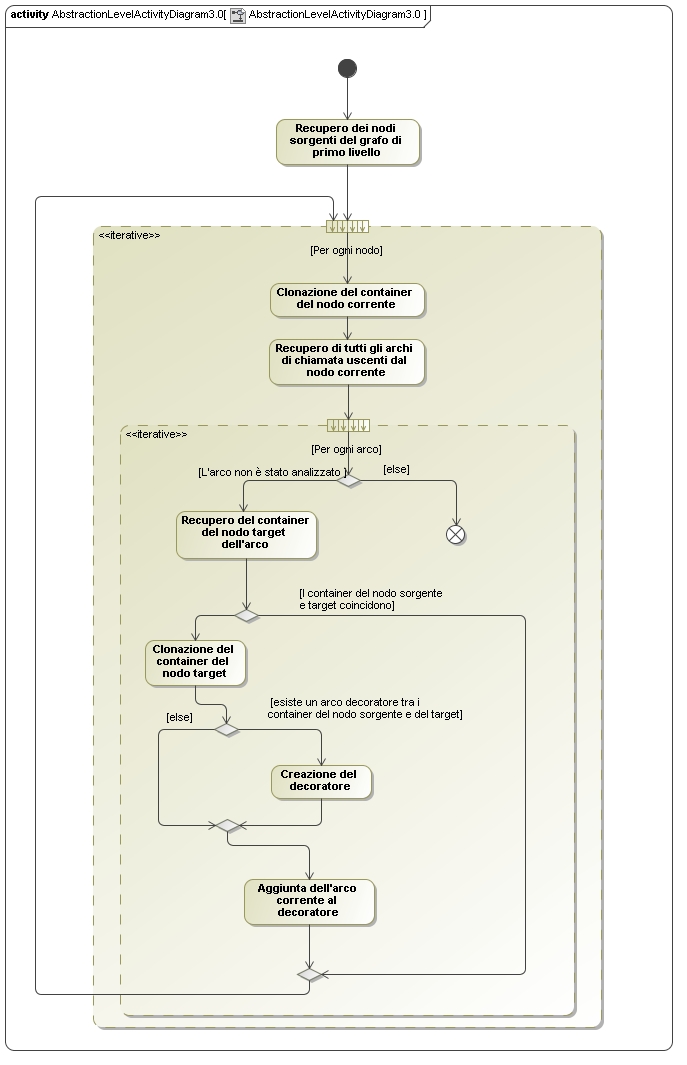 activity AbstractionLevelActivityDiagram3.0[ AbstractionLevelActivityDiagram3.0 ]
Recupero dei nodi
sorgenti del grafo di
primo livello
<<iterative>>
[Per ogni nodo]
Clonazione del container
del nodo corrente
Recupero di tutti gli archi
di chiamata uscenti dal
nodo corrente
<<iterative>>
[Per ogni arco]
[L'arco non è stato analizzato ]
[else]
Recupero del container
del nodo target
dell'arco
[I container del nodo sorgente
e target coincidono]
Clonazione del
container del
nodo target
[else]
[esiste un arco decoratore tra i
container del nodo sorgente e del target]
Creazione del
decoratore
Aggiunta dell'arco
corrente al
decoratore